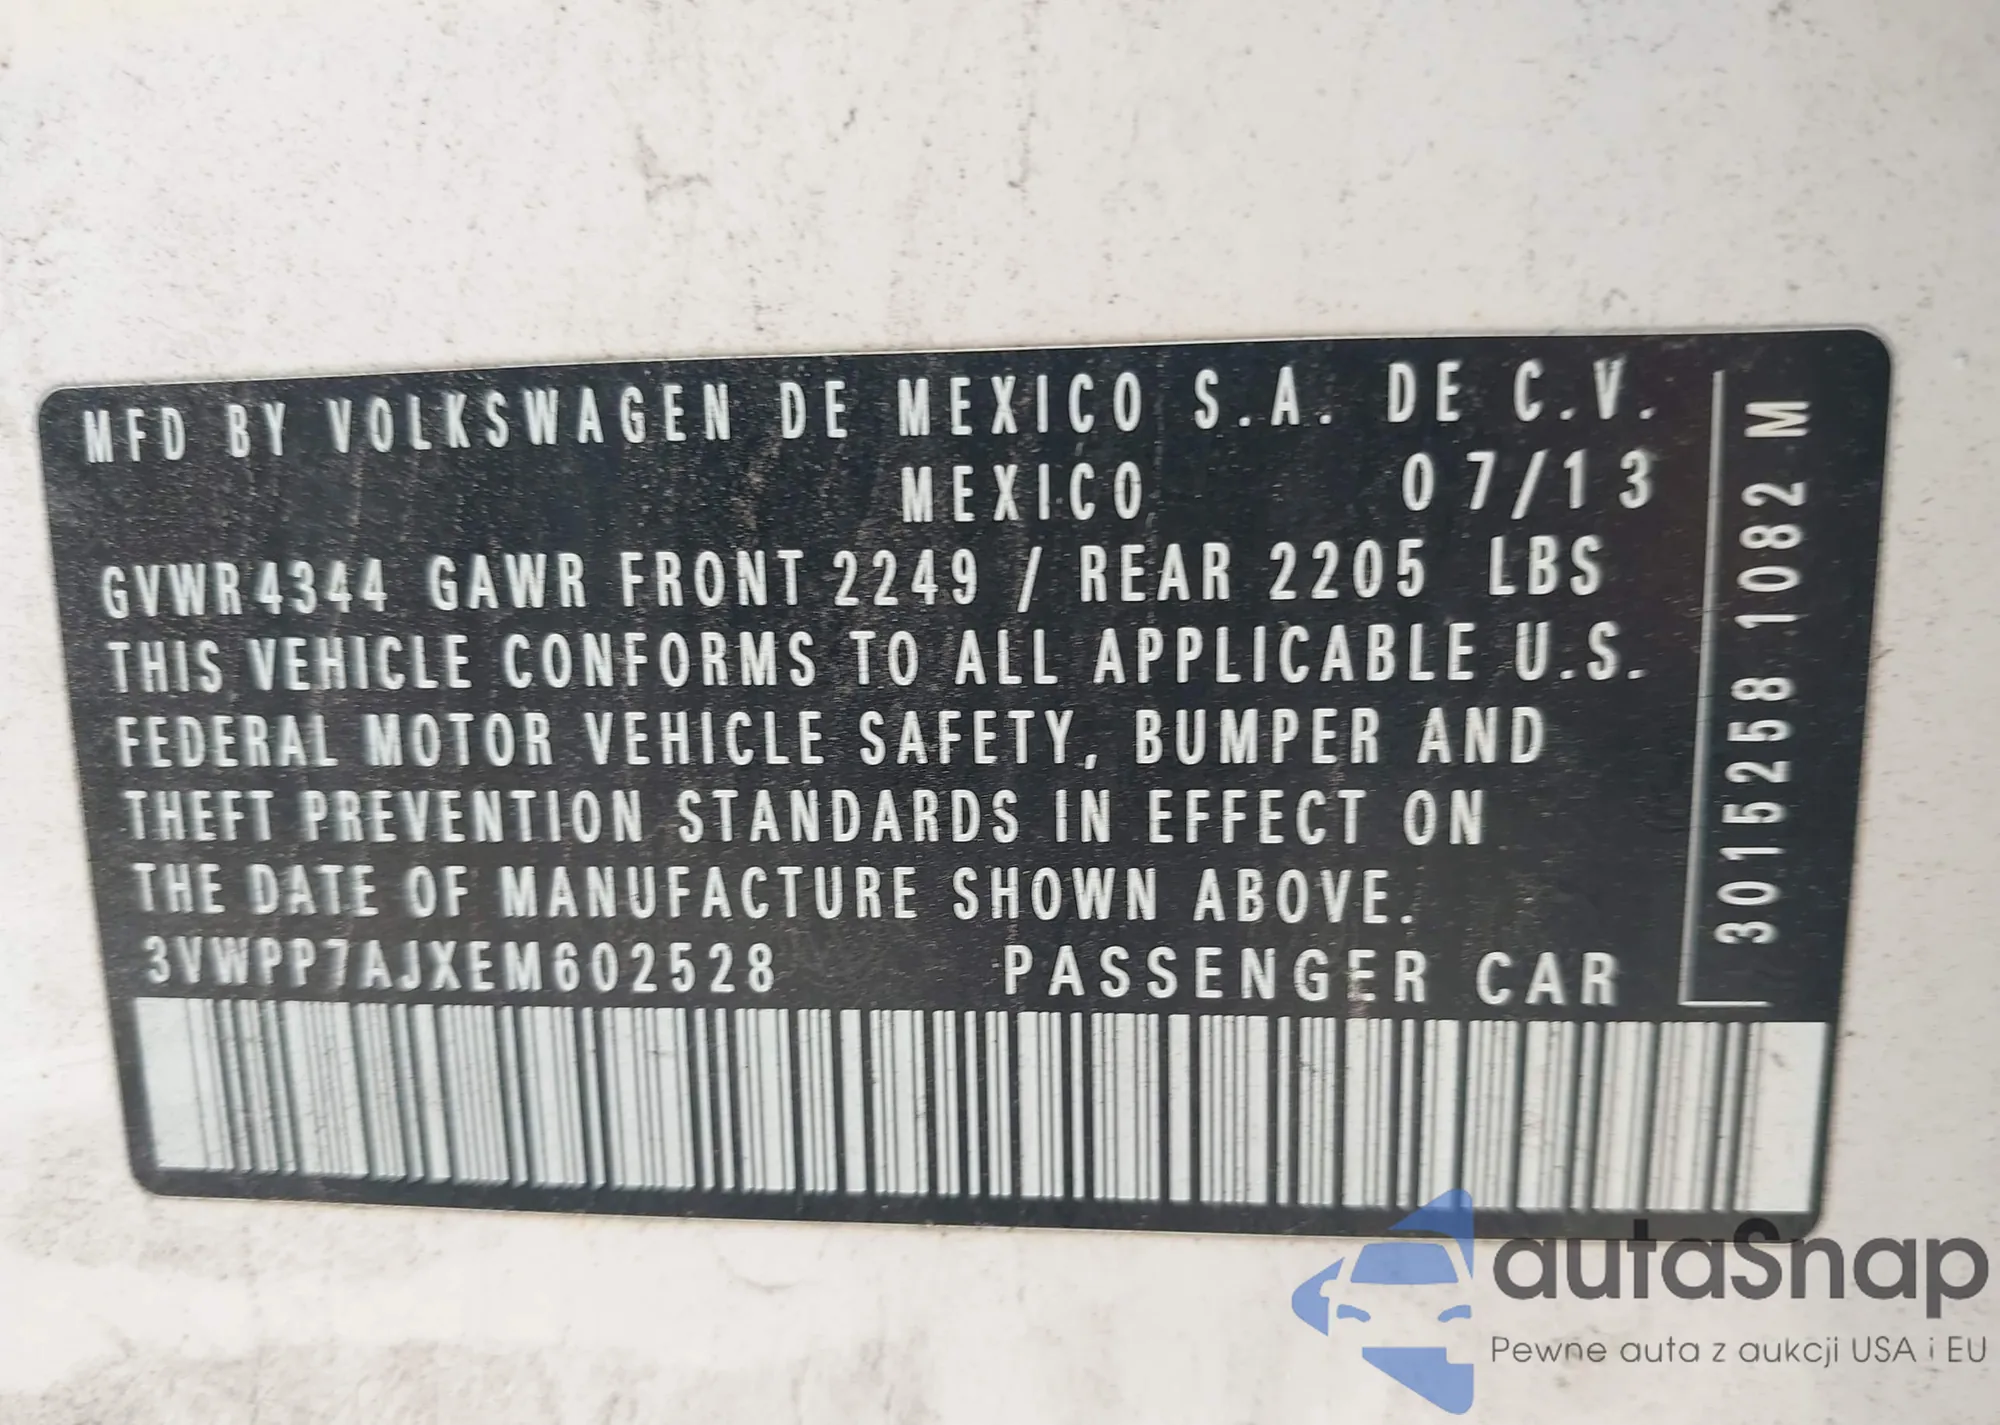 MFD BY VOLKSWAGEN DE MEXICO S.A. DE C.V.
MEXICO 07/13
GVWR4344 GAWR FRONT 2249 / REAR 2205 LBS
THIS VEHICLE CONFORMS TO ALL APPLICABLE U.S.
FEDERAL MOTOR VEHICLE SAFETY, BUMPER AND
THEFT PREVENTION STANDARDS IN EFFECT ON
THE DATE OF MANUFACTURE SHOWN ABOVE.
3VWPP7AJXEM602528 PASSENGER CAR
3015258 1082 M
autaSnap
Pewne auta z aukcji USA i EU